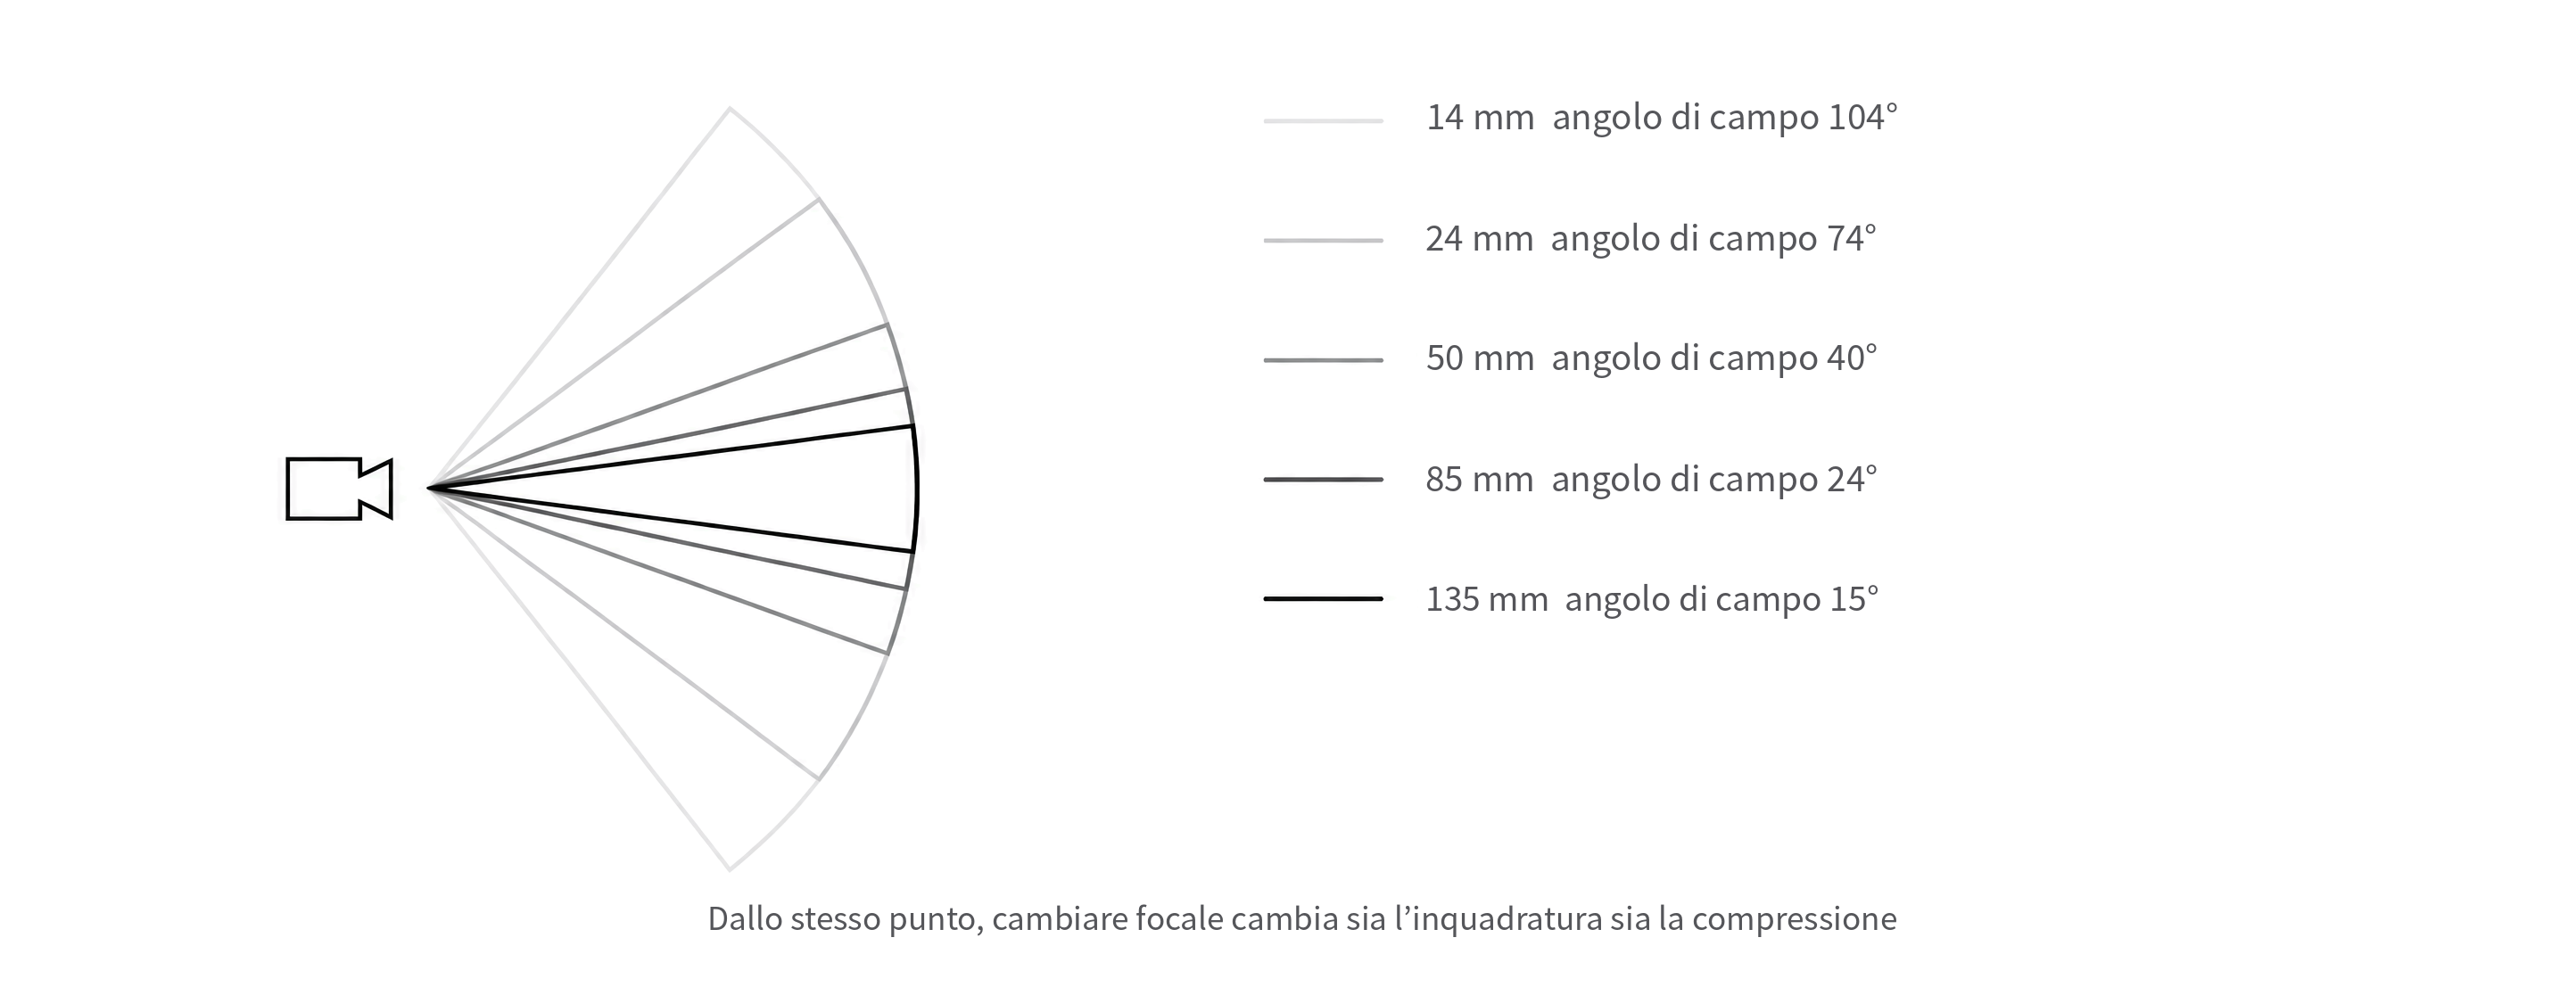 14 mm  angolo di campo 104°
24 mm  angolo di campo 74°
50 mm  angolo di campo 40°
85 mm  angolo di campo 24°
135 mm  angolo di campo 15°
Dallo stesso punto, cambiare focale cambia sia l’inquadratura sia la compressione